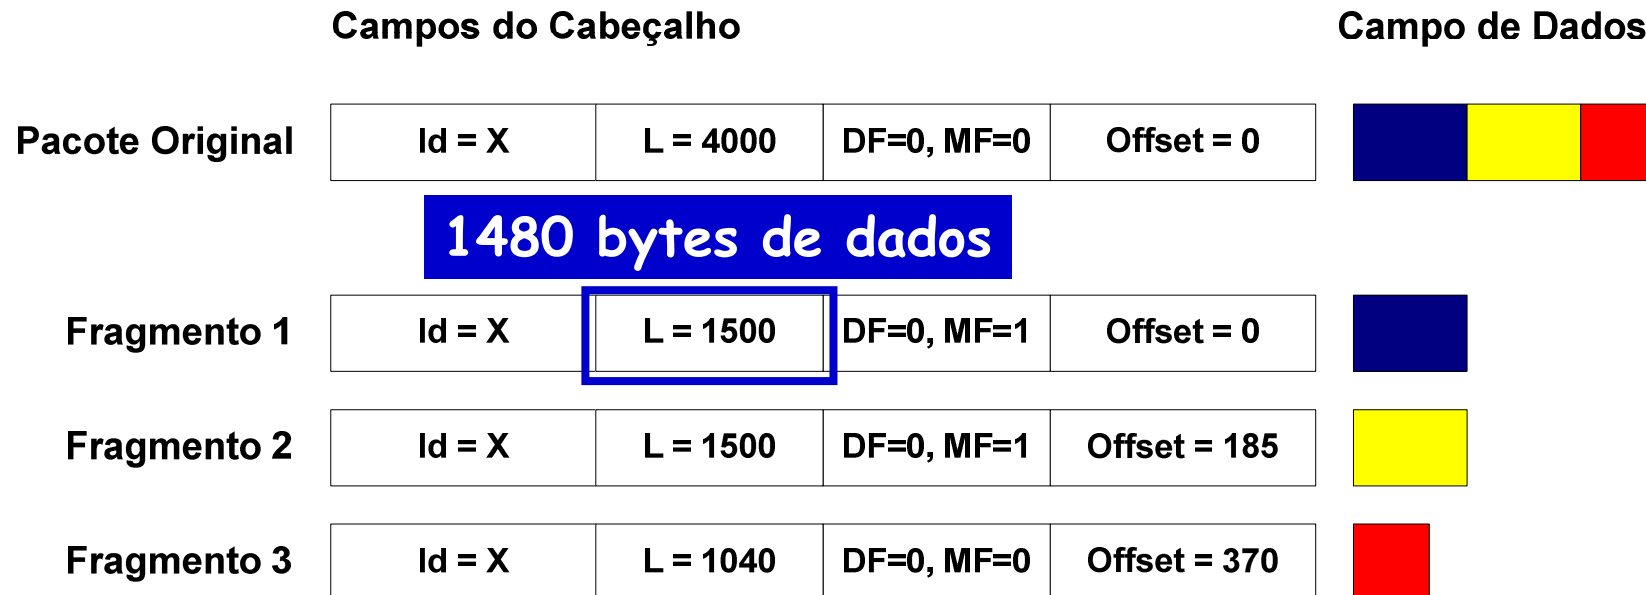 Campos do Cabeçalho Campo de Dados
Pacote Original Id = X L = 4000 DF=0, MF=0 Offset = 0
1480 bytes de dados
Fragmento 1 Id = X L = 1500 DF=0, MF=1 Offset = 0
Fragmento 2 Id = X L = 1500 DF=0, MF=1 Offset = 185
Fragmento 3 Id = X L = 1040 DF=0, MF=0 Offset = 370